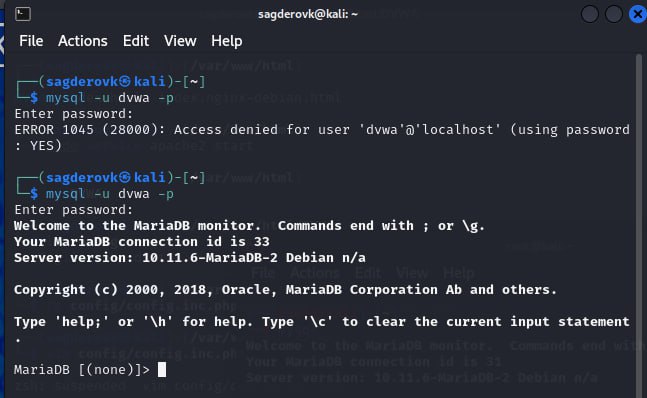 sagderovk@kali: ~
File Actions Edit View Help
┌──(sagderovk㉿kali)-[~]
└─$ mysql -u dvwa -p
Enter password:
ERROR 1045 (28000): Access denied for user 'dvwa'@'localhost' (using password
: YES)
┌──(sagderovk㉿kali)-[~]
└─$ mysql -u dvwa -p
Enter password:
Welcome to the MariaDB monitor.  Commands end with ; or \g.
Your MariaDB connection id is 33
Server version: 10.11.6-MariaDB-2 Debian n/a
Copyright (c) 2000, 2018, Oracle, MariaDB Corporation Ab and others.
Type 'help;' or '\h' for help. Type '\c' to clear the current input statement
.
MariaDB [(none)]>